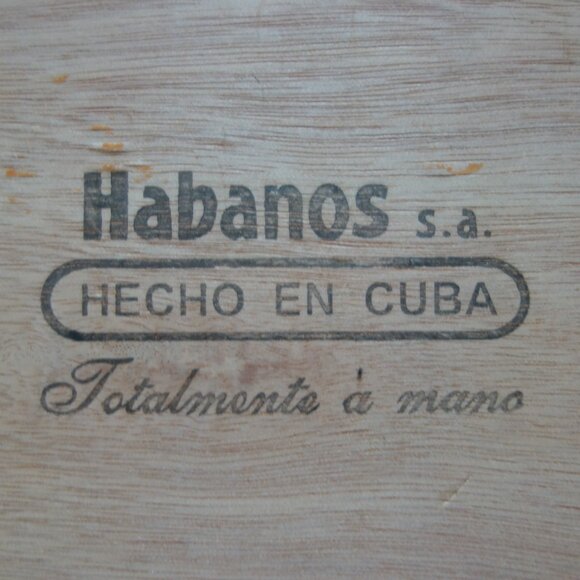 Habanos s.a.
HECHO EN CUBA
Totalmente à mano